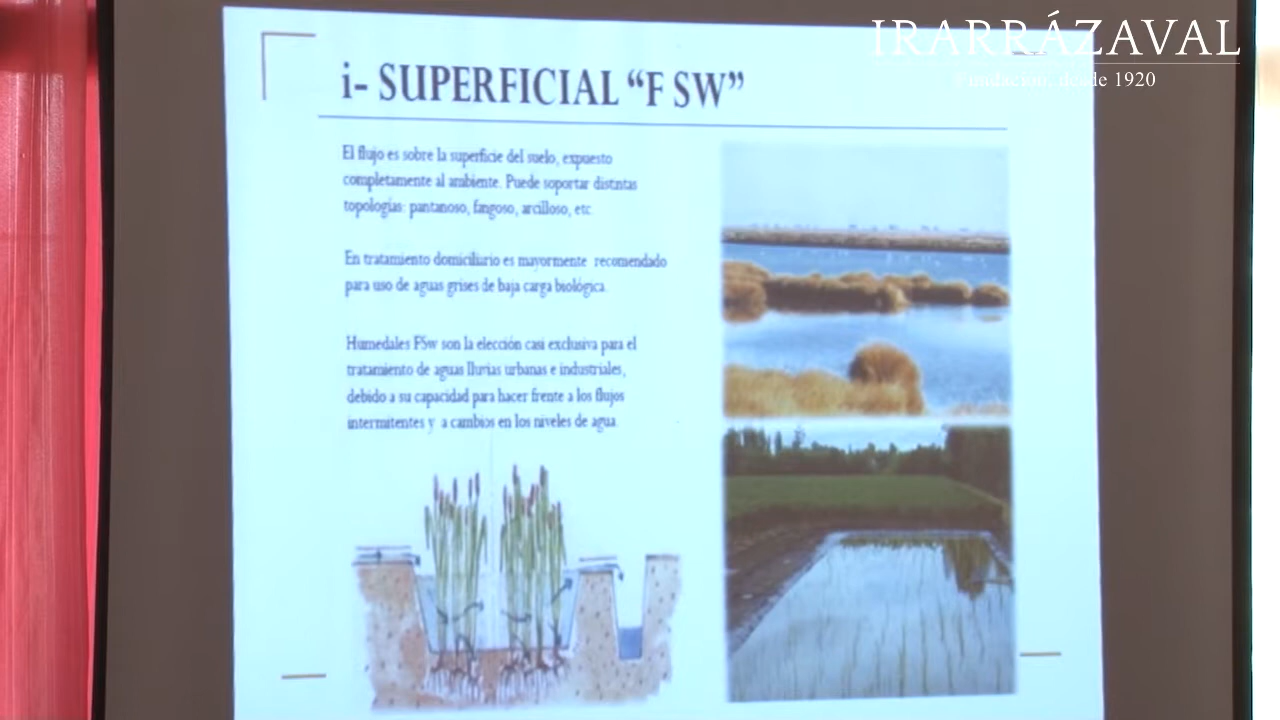 IRARRÁZAVAL
Fundación, desde 1920
i- SUPERFICIAL “F SW”
El flujo es sobre la superficie del suelo, expuesto
completamente al ambiente. Puede soportar distintas
topologías: pantanoso, fangoso, arcilloso, etc.
En tratamiento domiciliario es mayormente recomendado
para uso de aguas grises de baja carga biológica.
Humedales FSw son la elección casi exclusiva para el
tratamiento de aguas lluvias urbanas e industriales,
debido a su capacidad para hacer frente a los flujos
intermitentes y a cambios en los niveles de agua.